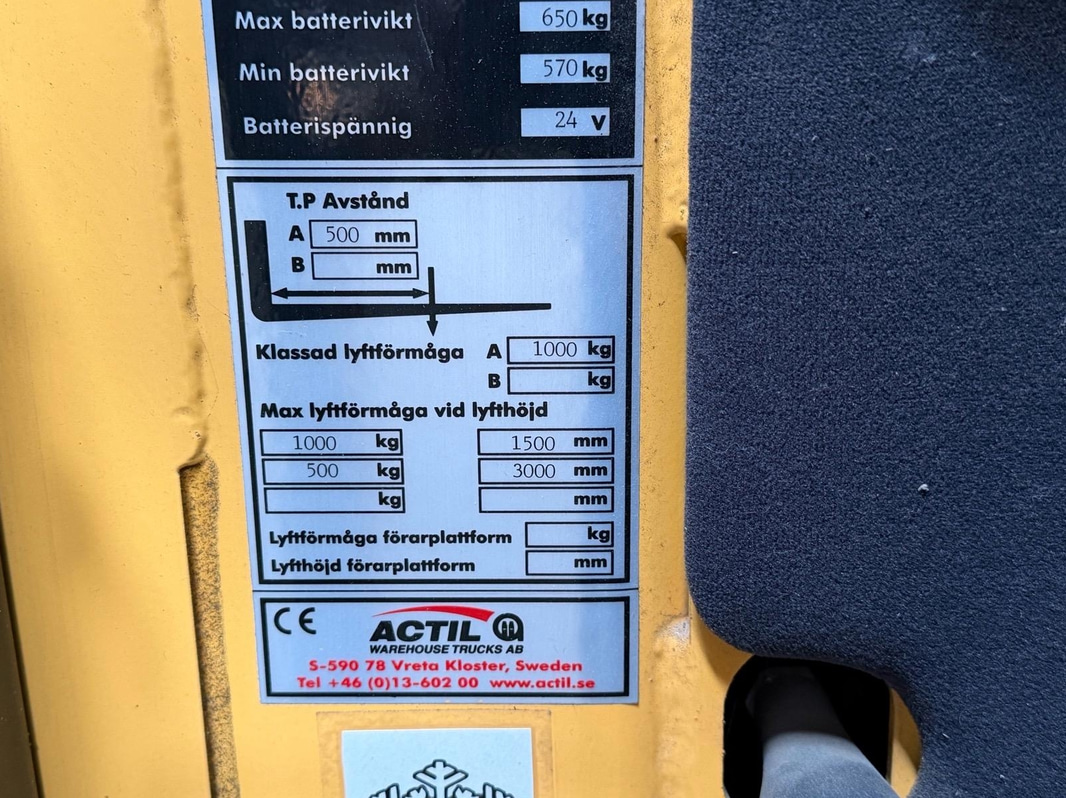 Max batterivikt 650 kg
Min batterivikt 570 kg
Batterispännig 24 V
T.P Avstånd
A 500 mm
B mm
Klassad lyftförmåga A 1000 kg
B kg
Max lyftförmåga vid lyfthöjd
1000 kg 1500 mm
500 kg 3000 mm
kg mm
Lyftförmåga förarplattform kg
Lyfthöjd förarplattform mm
CE ACTIL
WAREHOUSE TRUCKS AB
S-590 78 Vreta Kloster, Sweden
Tel +46 (0)13-602 00 www.actil.se